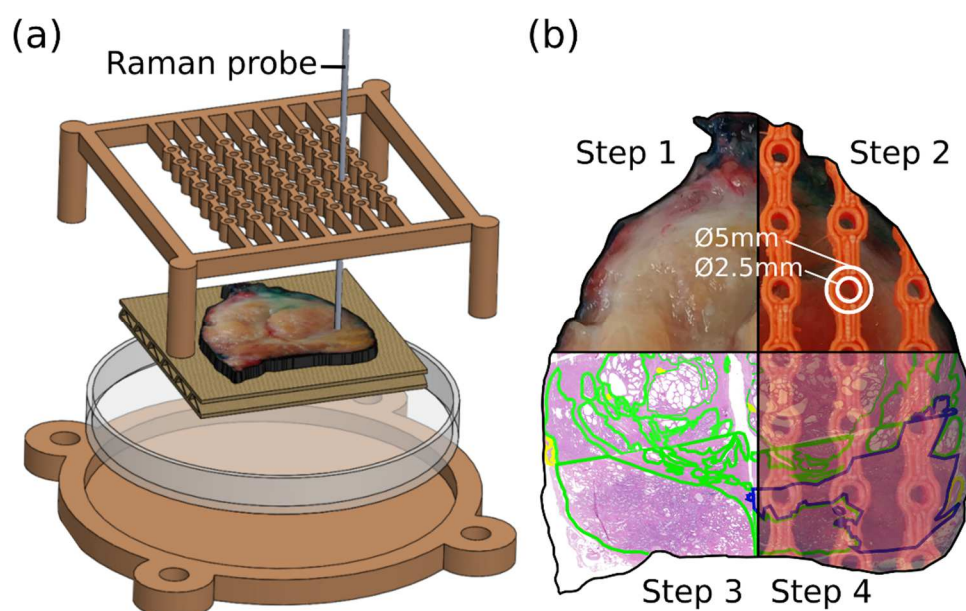 (a)
Raman probe
(b)
Step 1
Step 2
Ø5mm
Ø2.5mm
Step 3
Step 4